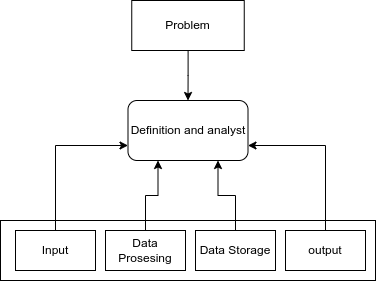 Problem
Definition and analyst
Input
Data
Prosesing
Data Storage
output